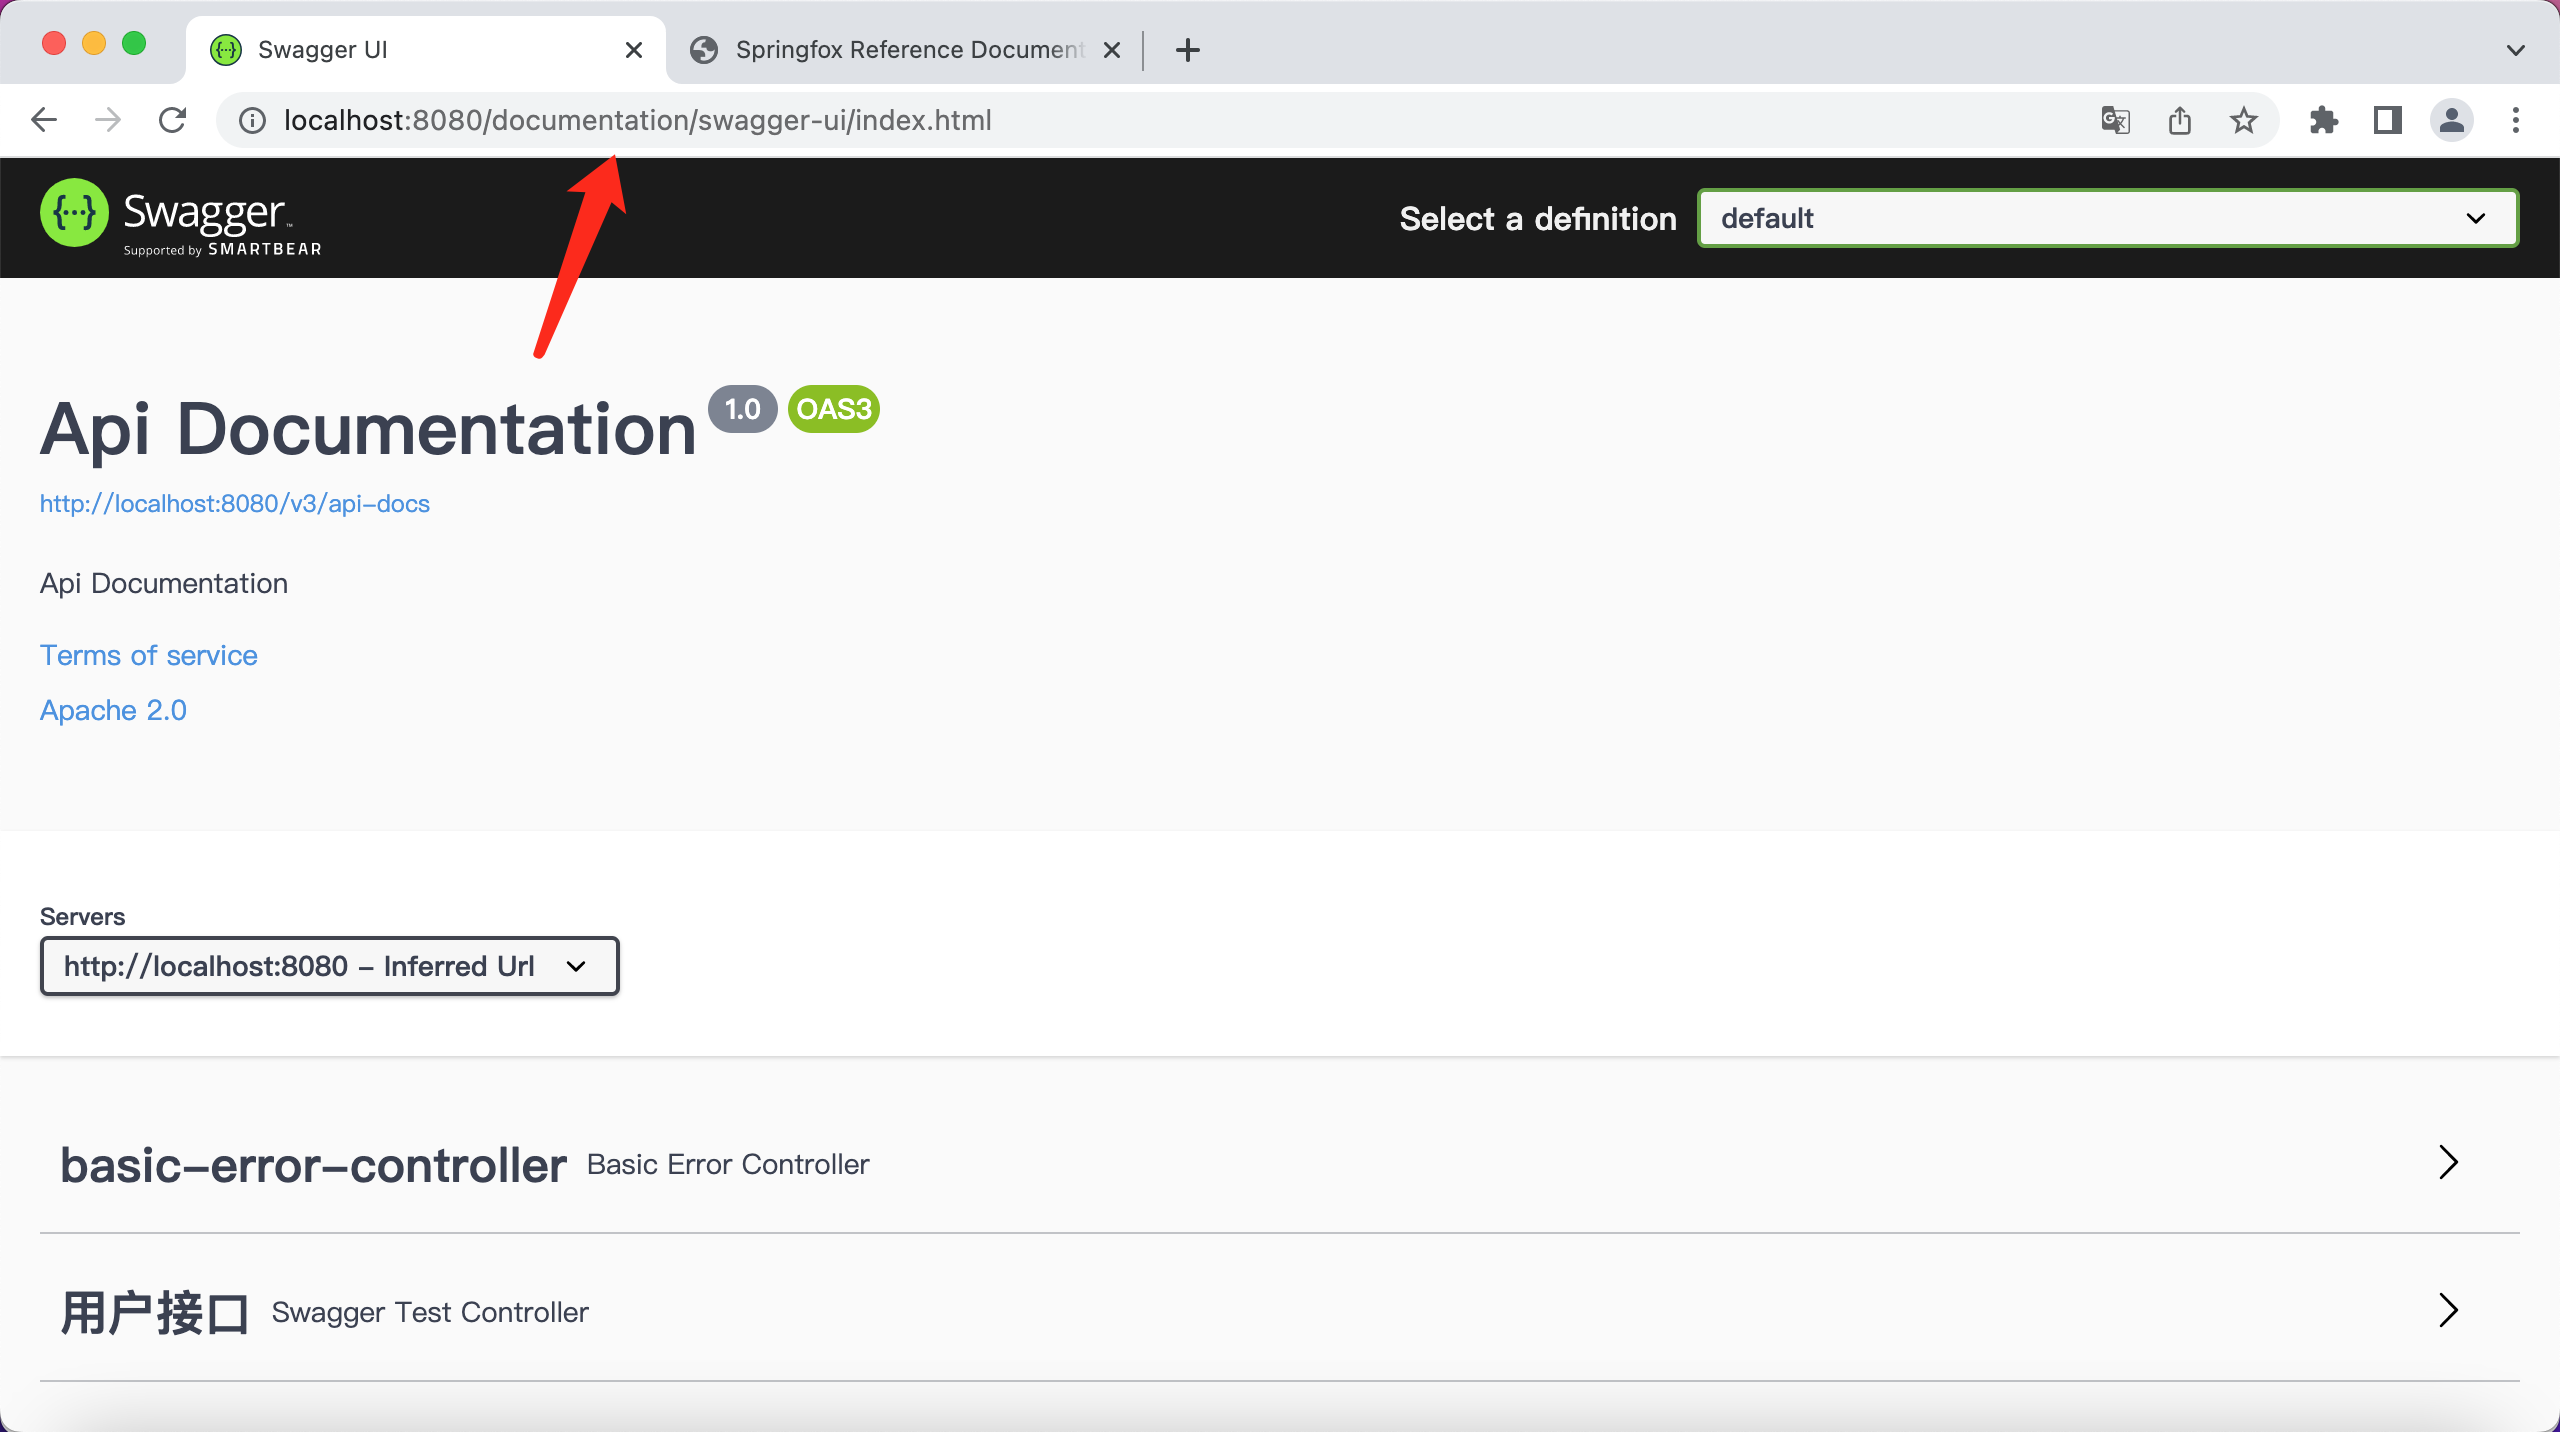 Swagger UI
Springfox Reference Document
localhost:8080/documentation/swagger-ui/index.html
Swagger™
Supported by SMARTBEAR
Select a definition
default
Api Documentation 1.0 OAS3
http://localhost:8080/v3/api-docs
Api Documentation
Terms of service
Apache 2.0
Servers
http://localhost:8080 - Inferred Url
basic-error-controller Basic Error Controller
用户接口 Swagger Test Controller